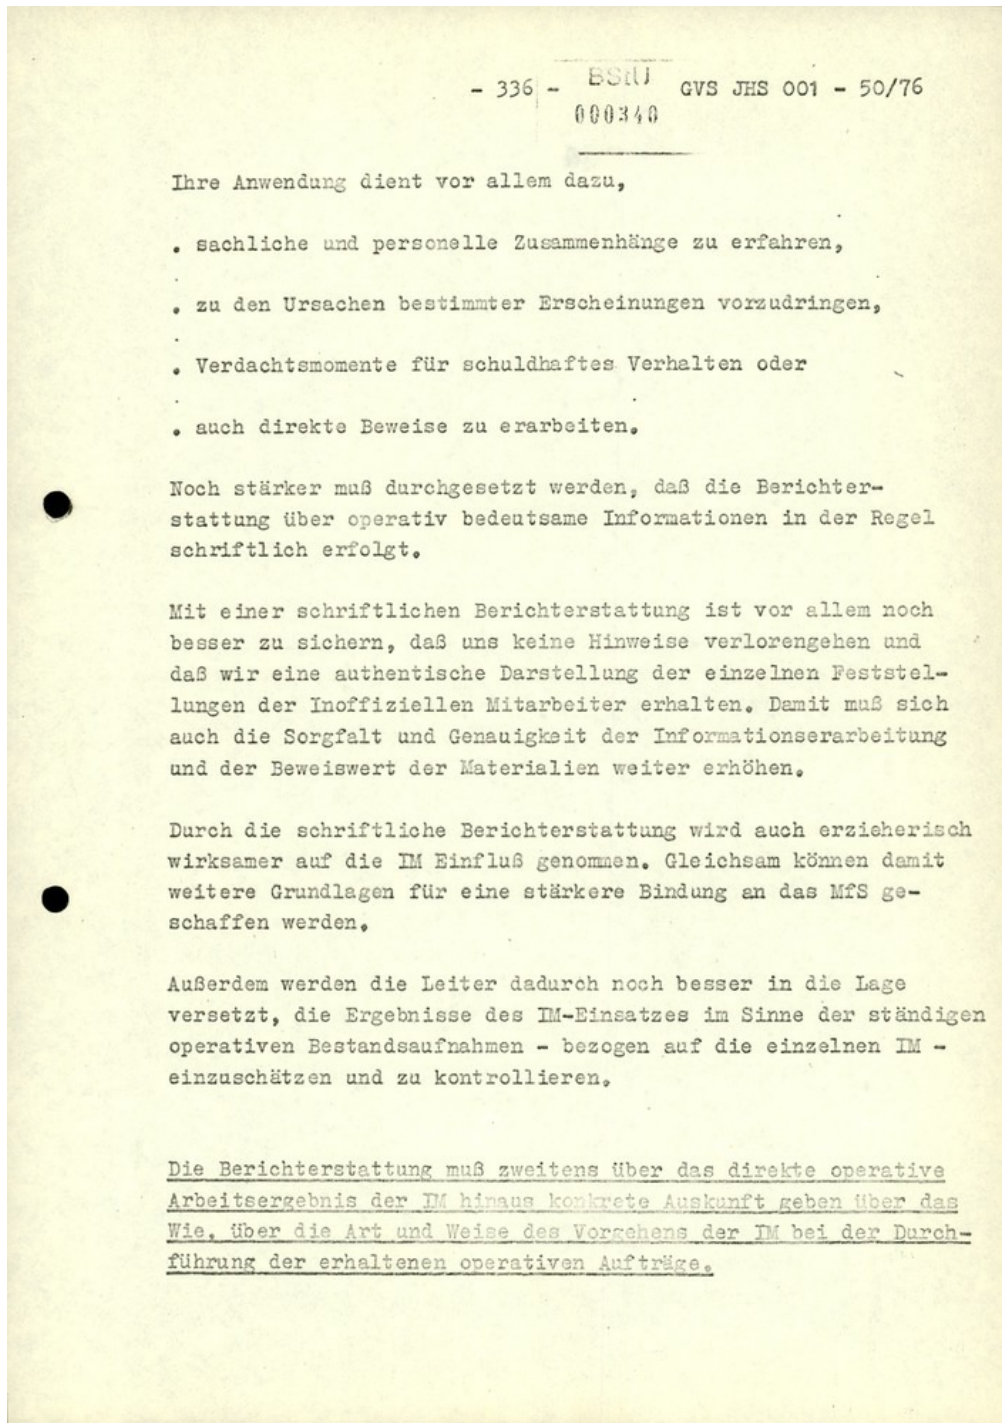 - 336 - BStU GVS JHS 001 - 50/76
000340
Ihre Anwendung dient vor allem dazu,
. sachliche und personelle Zusammenhänge zu erfahren,
. zu den Ursachen bestimmter Erscheinungen vorzudringen,
. Verdachtsmomente für schuldhaftes Verhalten oder
. auch direkte Beweise zu erarbeiten.
Noch stärker muß durchgesetzt werden, daß die Berichter-
stattung über operativ bedeutsame Informationen in der Regel
schriftlich erfolgt.
Mit einer schriftlichen Berichterstattung ist vor allem noch
besser zu sichern, daß uns keine Hinweise verlorengehen und
daß wir eine authentische Darstellung der einzelnen Feststel-
lungen der Inoffiziellen Mitarbeiter erhalten. Damit muß sich
auch die Sorgfalt und Genauigkeit der Informationserarbeitung
und der Beweiswert der Materialien weiter erhöhen.
Durch die schriftliche Berichterstattung wird auch erzieherisch
wirksamer auf die IM Einfluß genommen. Gleichsam können damit
weitere Grundlagen für eine stärkere Bindung an das MfS ge-
schaffen werden.
Außerdem werden die Leiter dadurch noch besser in die Lage
versetzt, die Ergebnisse des IM-Einsatzes im Sinne der ständigen
operativen Bestandsaufnahmen - bezogen auf die einzelnen IM -
einzuschätzen und zu kontrollieren.
Die Berichterstattung muß zweitens über das direkte operative
Arbeitsergebnis der IM hinaus konkrete Auskunft geben über das
Wie, über die Art und Weise des Vorgehens der IM bei der Durch-
führung der erhaltenen operativen Aufträge.